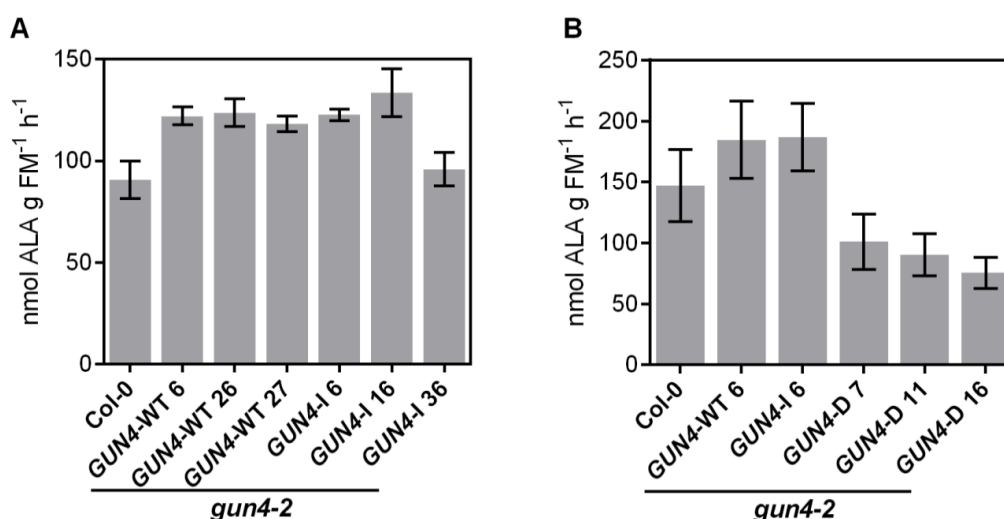 A
nmol ALA g FM⁻¹ h⁻¹
150
100
50
0
Col-0
GUN4-WT 6
GUN4-WT 26
GUN4-WT 27
GUN4-I 6
GUN4-I 16
GUN4-I 36
gun4-2
B
nmol ALA g FM⁻¹ h⁻¹
250
200
150
100
50
0
Col-0
GUN4-WT 6
GUN4-I 6
GUN4-D 7
GUN4-D 11
GUN4-D 16
gun4-2